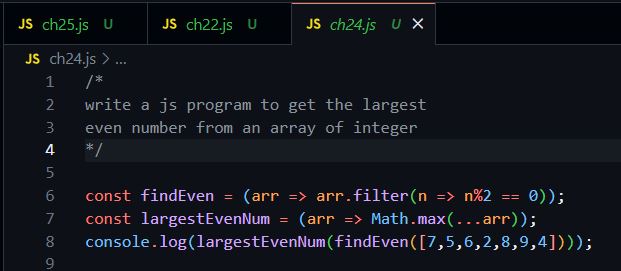 JS ch25.js U JS ch22.js U JS ch24.js U ×
JS ch24.js > ...
1 /*
2 write a js program to get the largest
3 even number from an array of integer
4 */
5
6 const findEven = (arr => arr.filter(n => n%2 == 0));
7 const largestEvenNum = (arr => Math.max(...arr));
8 console.log(largestEvenNum(findEven([7,5,6,2,8,9,4])));
9